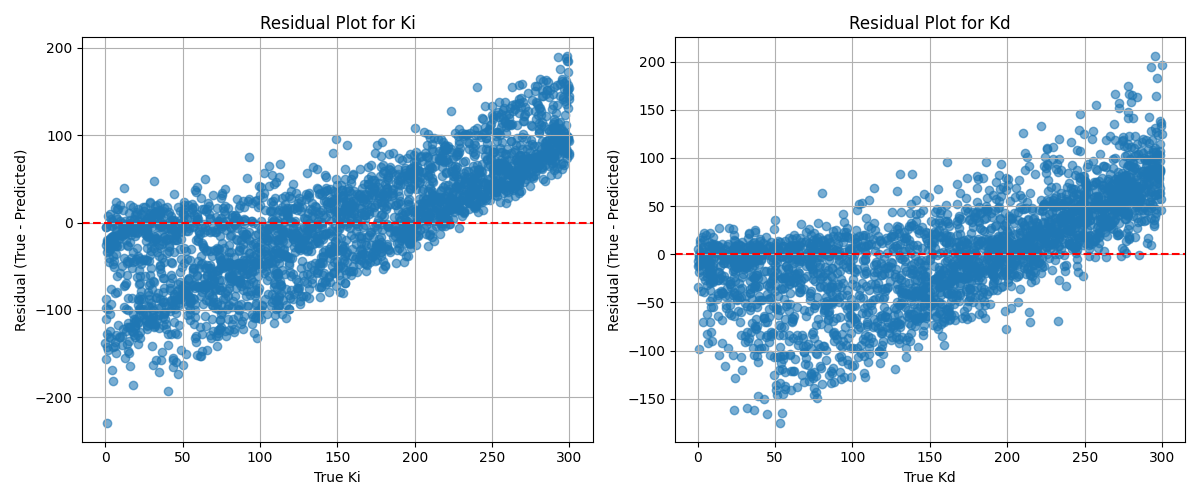 Residual Plot for Ki
Residual (True - Predicted)
200
100
0
−100
−200
0 50 100 150 200 250 300
True Ki
Residual Plot for Kd
Residual (True - Predicted)
200
150
100
50
0
−50
−100
−150
0 50 100 150 200 250 300
True Kd